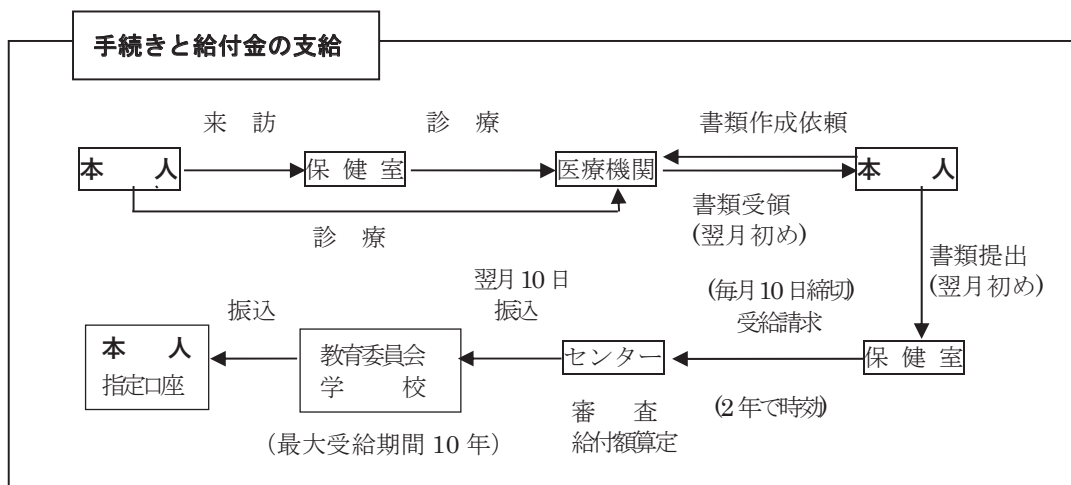 手続きと給付金の支給
来 訪
診 療
書類作成依頼
本 人
保 健 室
医療機関
本 人
診 療
書類受領
(翌月初め)
書類提出
(翌月初め)
振込
翌月10日
振込
(毎月10日締切)
受給請求
本 人
指定口座
教育委員会
学 校
センター
保 健 室
(最大受給期間 10 年)
審 査
給付額算定
(2年で時効)